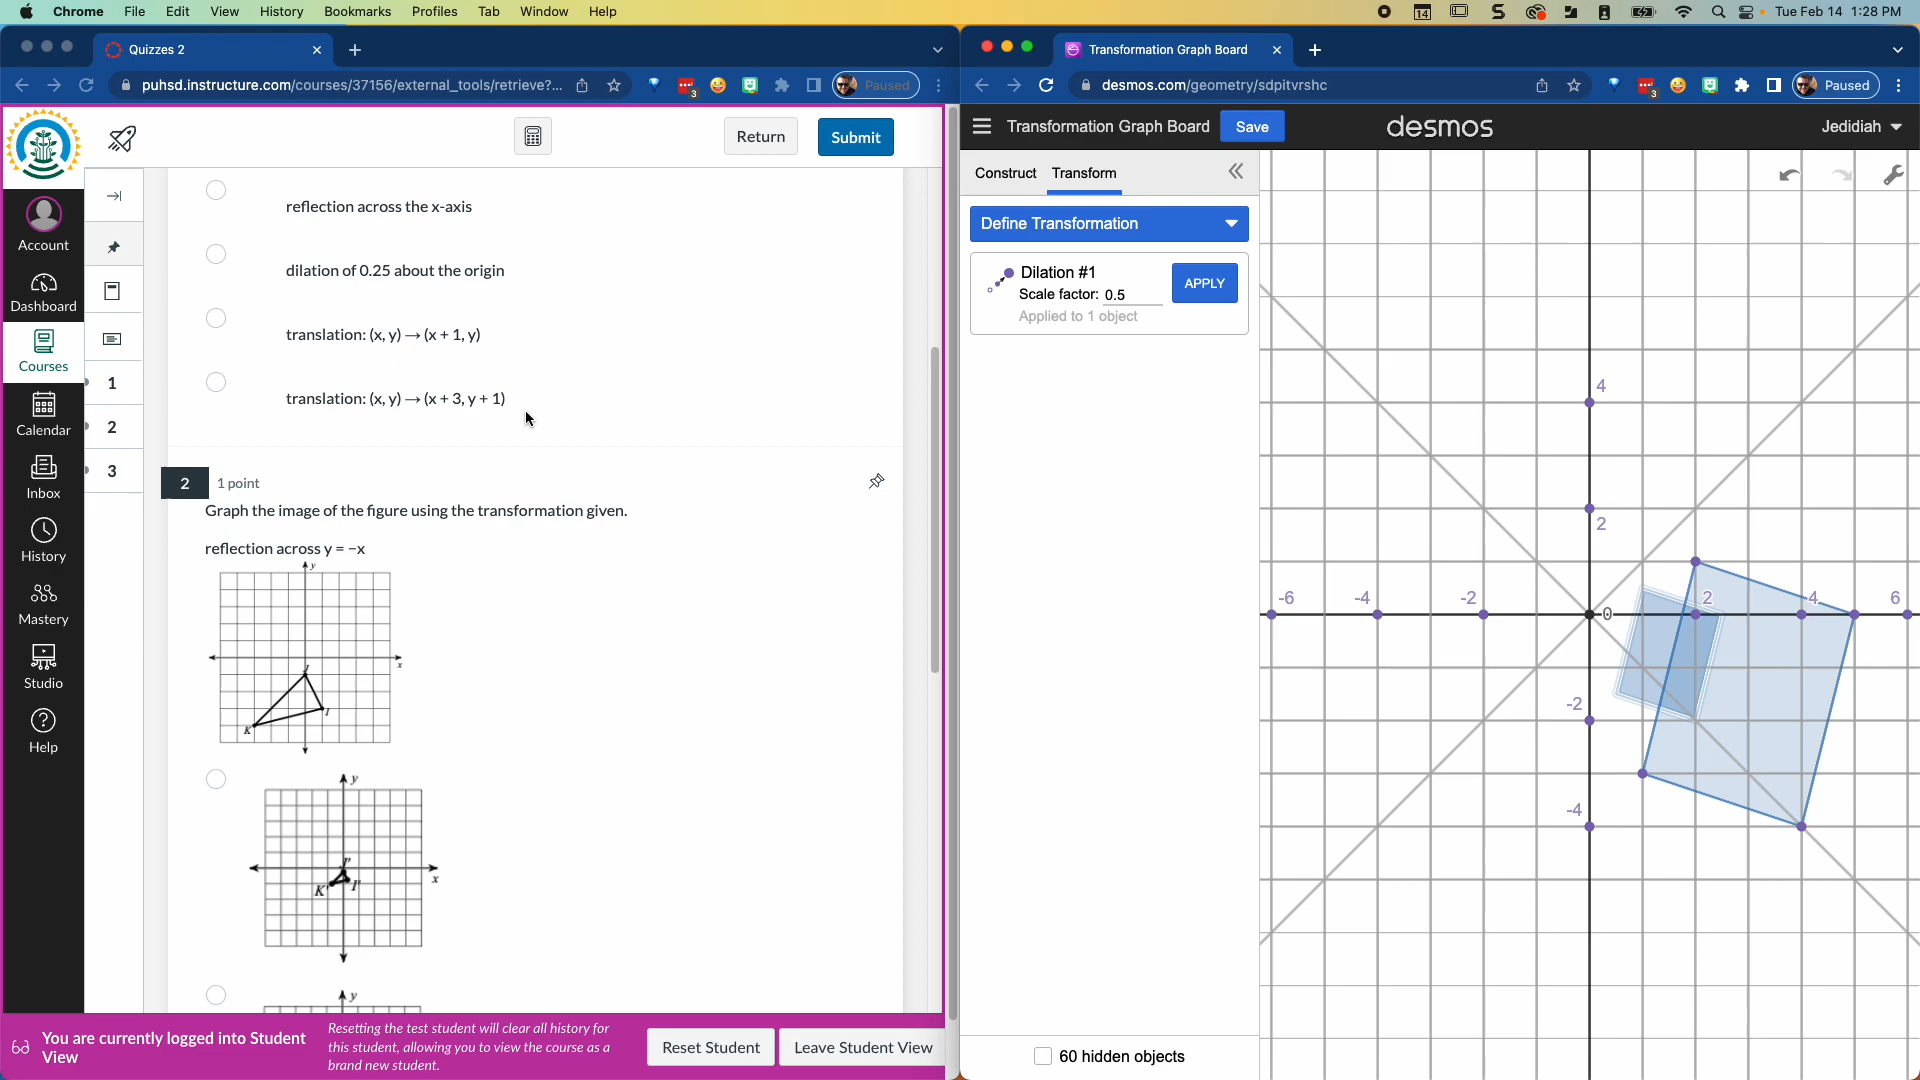 Chrome File Edit View History Bookmarks Profiles Tab Window Help
14
Tue Feb 14 1:28 PM
Quizzes 2
puhsd.instructure.com/courses/37156/external_tools/retrieve?...
3
Paused
Return
Submit
Account
Dashboard
Courses
Calendar
Inbox
History
Mastery
Studio
Help
1
2
3
reflection across the x-axis
dilation of 0.25 about the origin
translation: (x, y) → (x + 1, y)
translation: (x, y) → (x + 3, y + 1)
2
1 point
Graph the image of the figure using the transformation given.
reflection across y = −x
y
x
J
K
I
y
x
J'
K'
I'
y
You are currently logged into Student
View
Resetting the test student will clear all history for
this student, allowing you to view the course as a
brand new student.
Reset Student
Leave Student View
Transformation Graph Board
desmos.com/geometry/sdpitvrshc
3
Paused
Transformation Graph Board
Save
desmos
Jedidiah
Construct
Transform
Define Transformation
Dilation #1
Scale factor: 0.5
Applied to 1 object
APPLY
60 hidden objects
4
2
-6 -4 -2 0 2 4 6
-2
-4